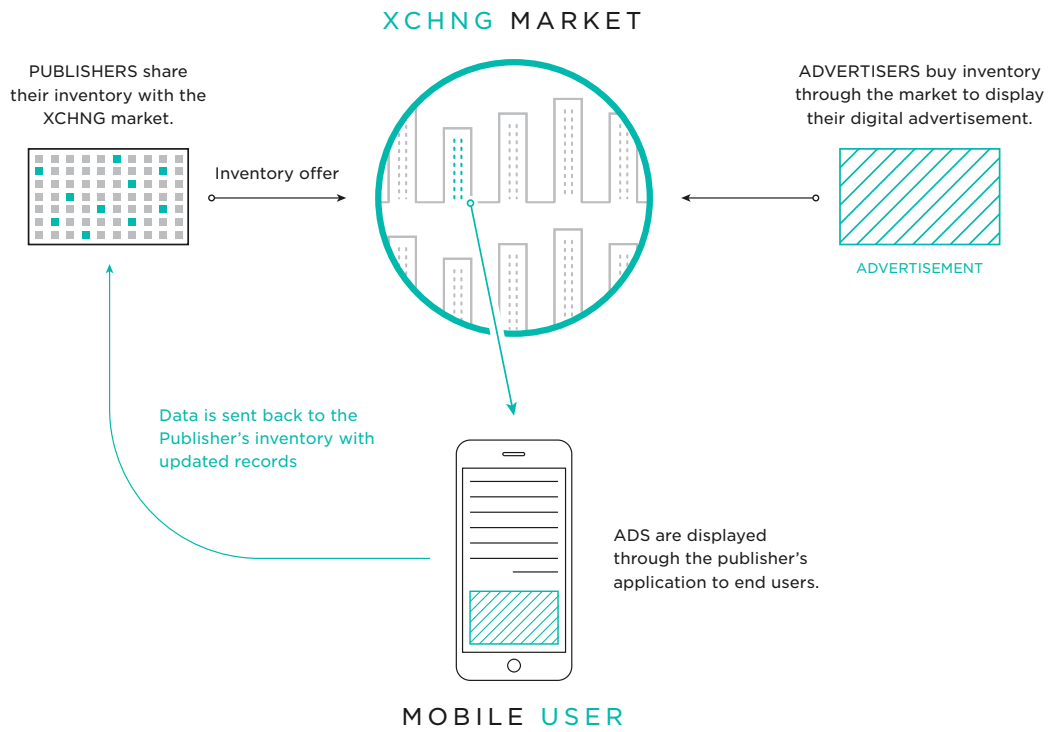 XCHNG MARKET
PUBLISHERS share
their inventory with the
XCHNG market.
ADVERTISERS buy inventory
through the market to display
their digital advertisement.
Inventory offer
ADVERTISEMENT
Data is sent back to the
Publisher’s inventory with
updated records
ADS are displayed
through the publisher’s
application to end users.
MOBILE USER